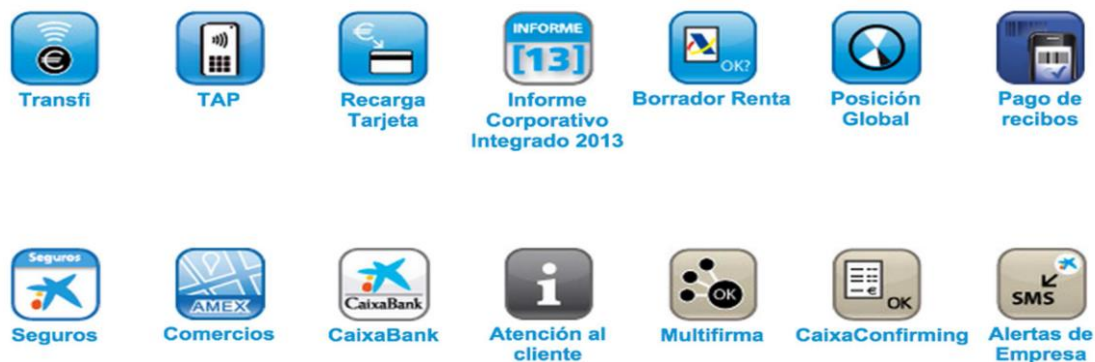 INFORME
[13]
OK?
Transfi
TAP
Recarga
Tarjeta
Informe
Corporativo
Integrado 2013
Borrador Renta
Posición
Global
Pago de
recibos
Seguros
AMEX
CaixaBank
OK
OK
SMS
Seguros
Comercios
CaixaBank
Atención al
cliente
Multifirma
CaixaConfirming
Alertas de
Empresa